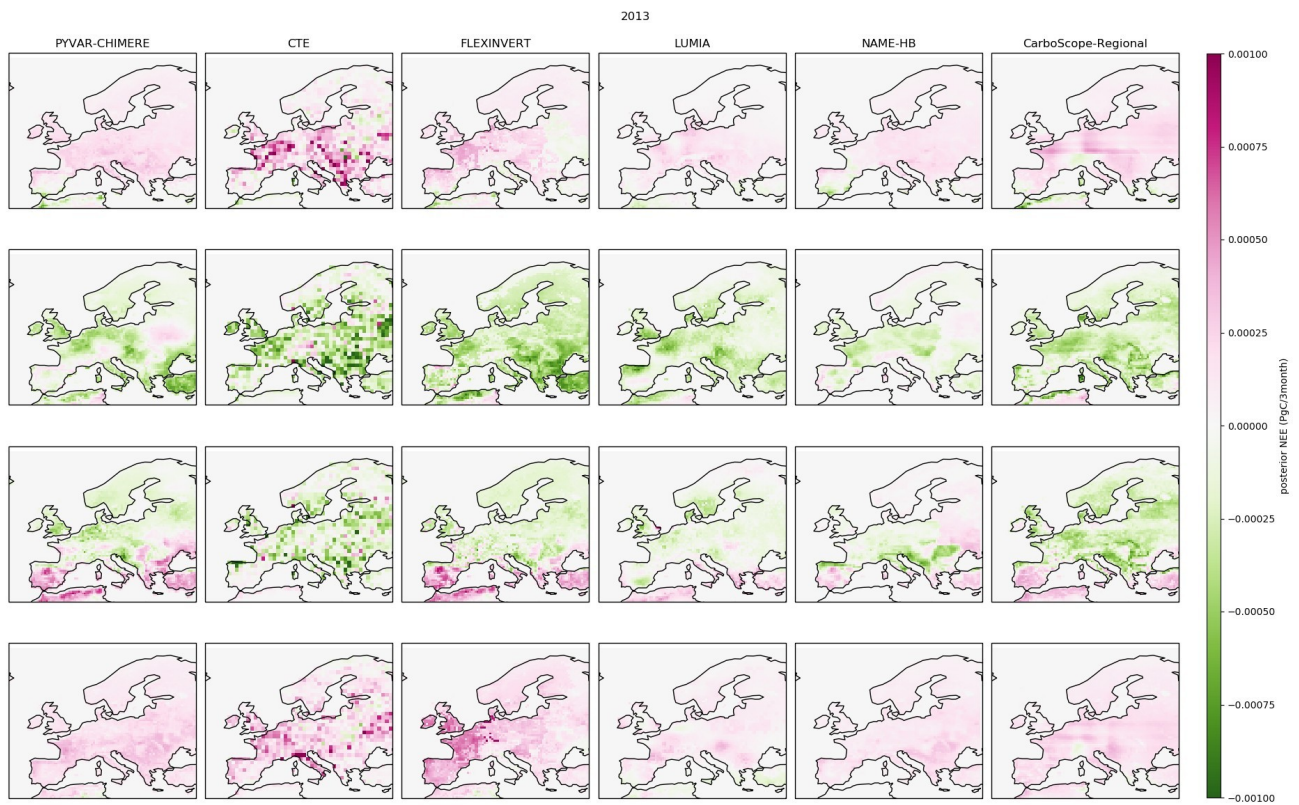 2013
PYVAR-CHIMERE
CTE
FLEXINVERT
LUMIA
NAME-HB
CarboScope-Regional
0.00100
0.00075
0.00050
0.00025
0.00000
−0.00025
−0.00050
−0.00075
−0.00100
posterior NEE (PgC/3month)